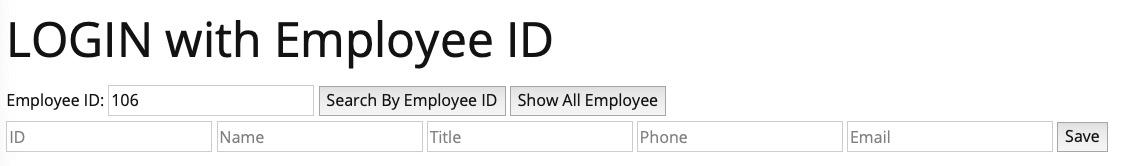 LOGIN with Employee ID
Employee ID: 106 Search By Employee ID Show All Employee
ID Name Title Phone Email Save